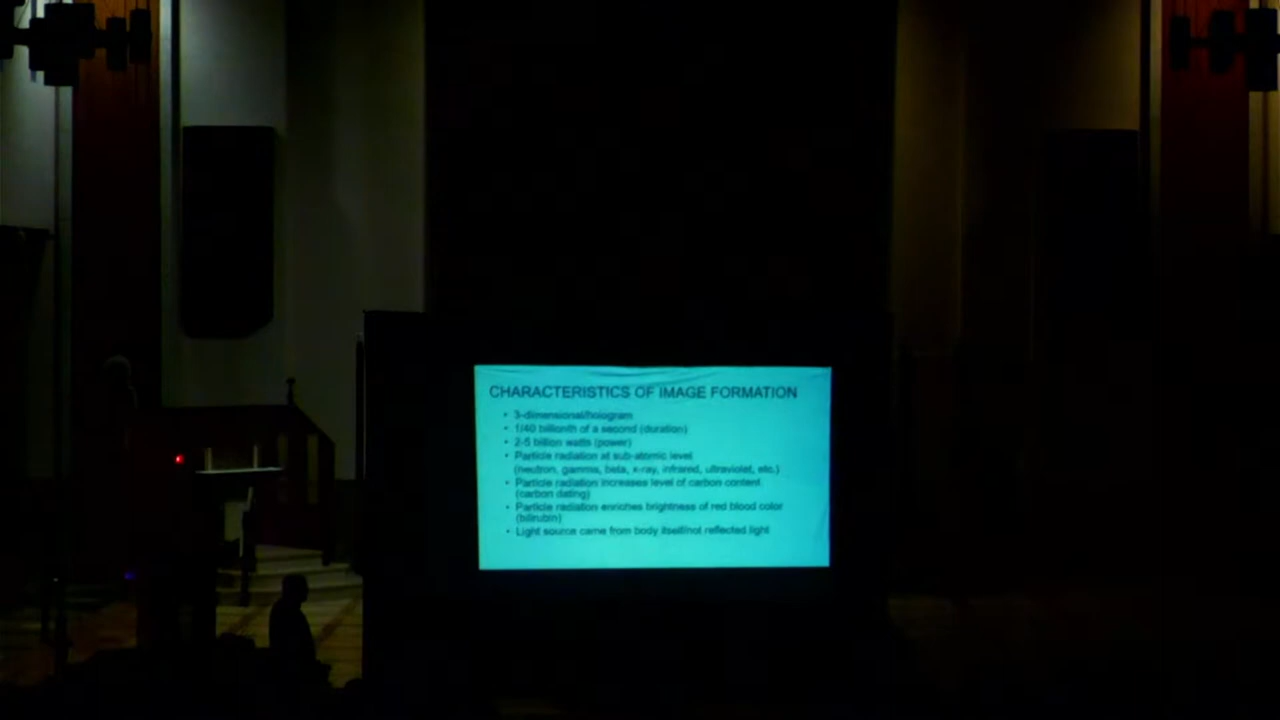 CHARACTERISTICS OF IMAGE FORMATION
• 3-dimensional/hologram
• 1/40 billionth of a second (duration)
• 2-5 billion watts (power)
• Particle radiation at sub-atomic level
(neutron, gamma, beta, x-ray, infrared, ultraviolet, etc.)
• Particle radiation increases level of carbon content
(carbon dating)
• Particle radiation enriches brightness of red blood color
(bilirubin)
• Light source came from body itself/not reflected light